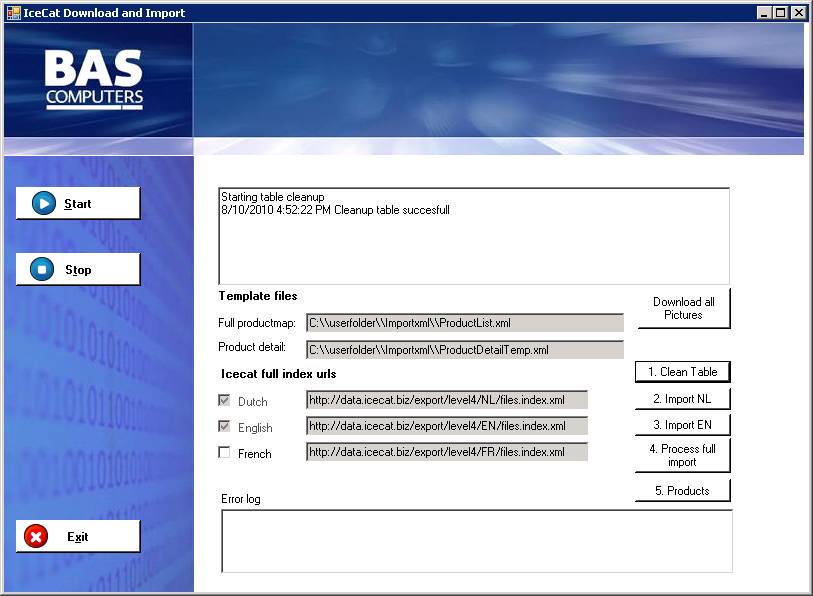 IceCat Download and Import
BAS
COMPUTERS
Start
Stop
Exit
Starting table cleanup
8/10/2010 4:52:22 PM Cleanup table succesfull
Template files
Full productmap:
C:\\userfolder\\Importxml\\ProductList.xml
Product detail:
C:\\userfolder\\Importxml\\ProductDetailTemp.xml
Icecat full index urls
Dutch
http://data.icecat.biz/export/level4/NL/files.index.xml
English
http://data.icecat.biz/export/level4/EN/files.index.xml
French
http://data.icecat.biz/export/level4/FR/files.index.xml
Download all
Pictures
1. Clean Table
2. Import NL
3. Import EN
4. Process full
import
5. Products
Error log